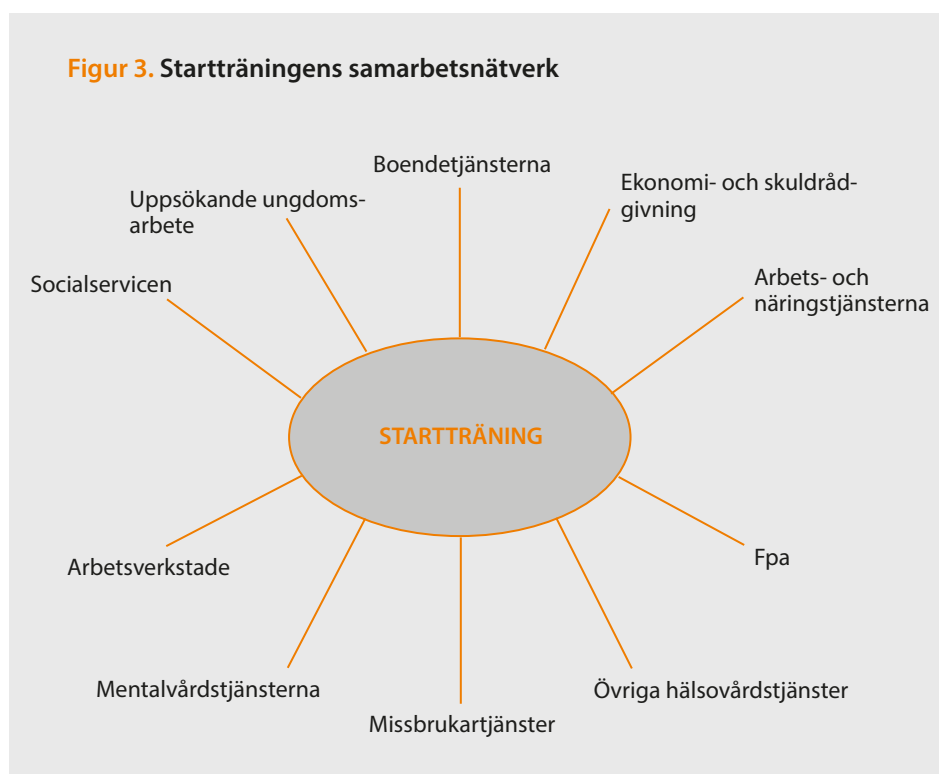 Figur 3. Startträningens samarbetsnätverk
Boendetjänsterna
Ekonomi- och skuldråd-
givning
Uppsökande ungdoms-
arbete
Arbets- och
näringstjänsterna
Socialservicen
STARTTRÄNING
Arbetsverkstade
Fpa
Mentalvårdstjänsterna
Övriga hälsovårdstjänster
Missbrukartjänster